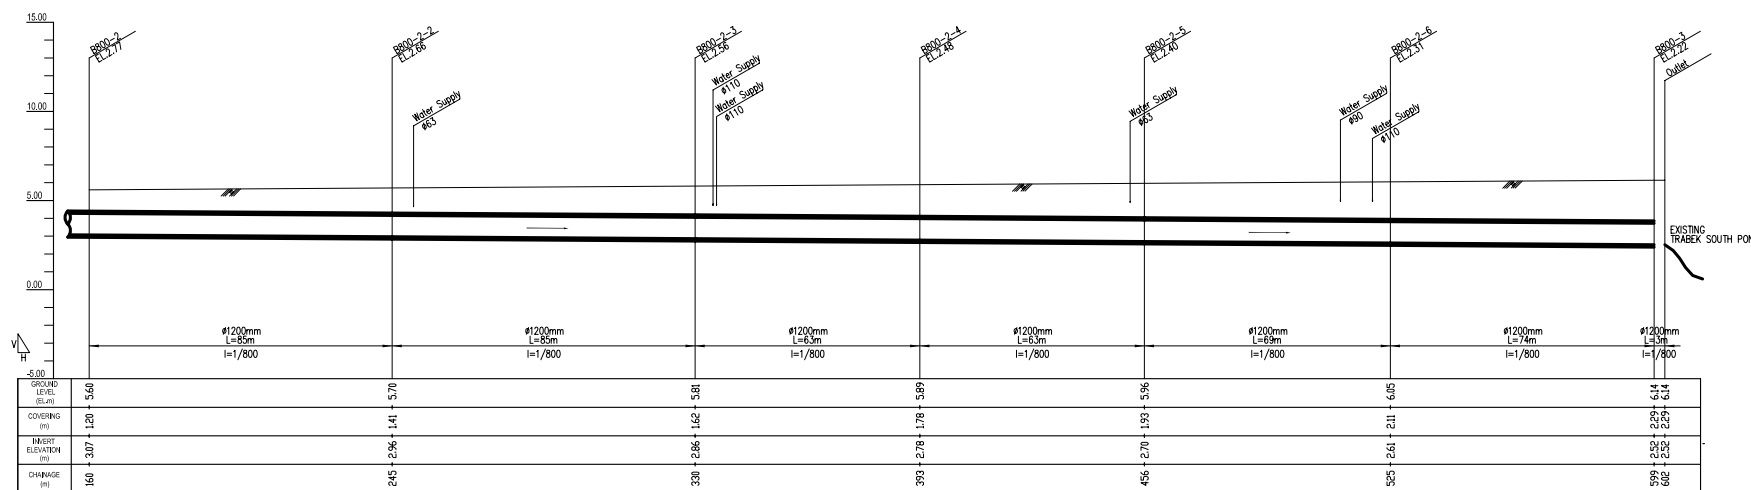 15.00
10.00
5.00
0.00
-5.00
V
H
B800-2
EL.2.77
B800-2-2
EL.2.66
B800-2-3
EL.2.56
B800-2-4
EL.2.48
B800-2-5
EL.2.40
B800-2-6
EL.2.31
B800-3
EL.2.22
Outlet
Water Supply
ø63
Water Supply
ø110
Water Supply
ø110
Water Supply
ø63
Water Supply
ø90
Water Supply
ø110
EXISTING
TRABEK SOUTH PON
ø1200mm
L=85m
I=1/800
ø1200mm
L=85m
I=1/800
ø1200mm
L=63m
I=1/800
ø1200mm
L=63m
I=1/800
ø1200mm
L=69m
I=1/800
ø1200mm
L=74m
I=1/800
ø1200mm
L=3m
I=1/800
GROUND
LEVEL
(EL.m)
5.60 5.70 5.81 5.89 5.96 6.05 6.14 6.14
COVERING
(m)
1.20 1.41 1.62 1.78 1.93 2.11 2.29 2.29
INVERT
ELEVATION
(m)
3.07 2.96 2.86 2.78 2.70 2.61 2.52 2.52
CHAINAGE
(m)
160 245 330 393 456 525 599 602